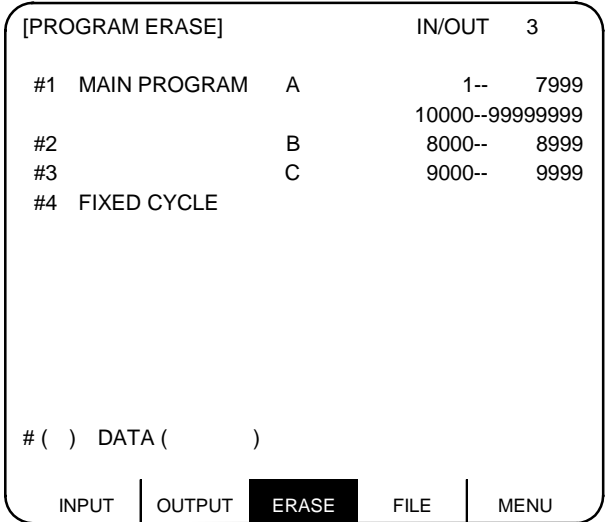 [PROGRAM ERASE] IN/OUT 3
#1 MAIN PROGRAM A 1-- 7999
10000--99999999
#2 B 8000-- 8999
#3 C 9000-- 9999
#4 FIXED CYCLE
# ( ) DATA ( )
INPUT OUTPUT ERASE FILE MENU